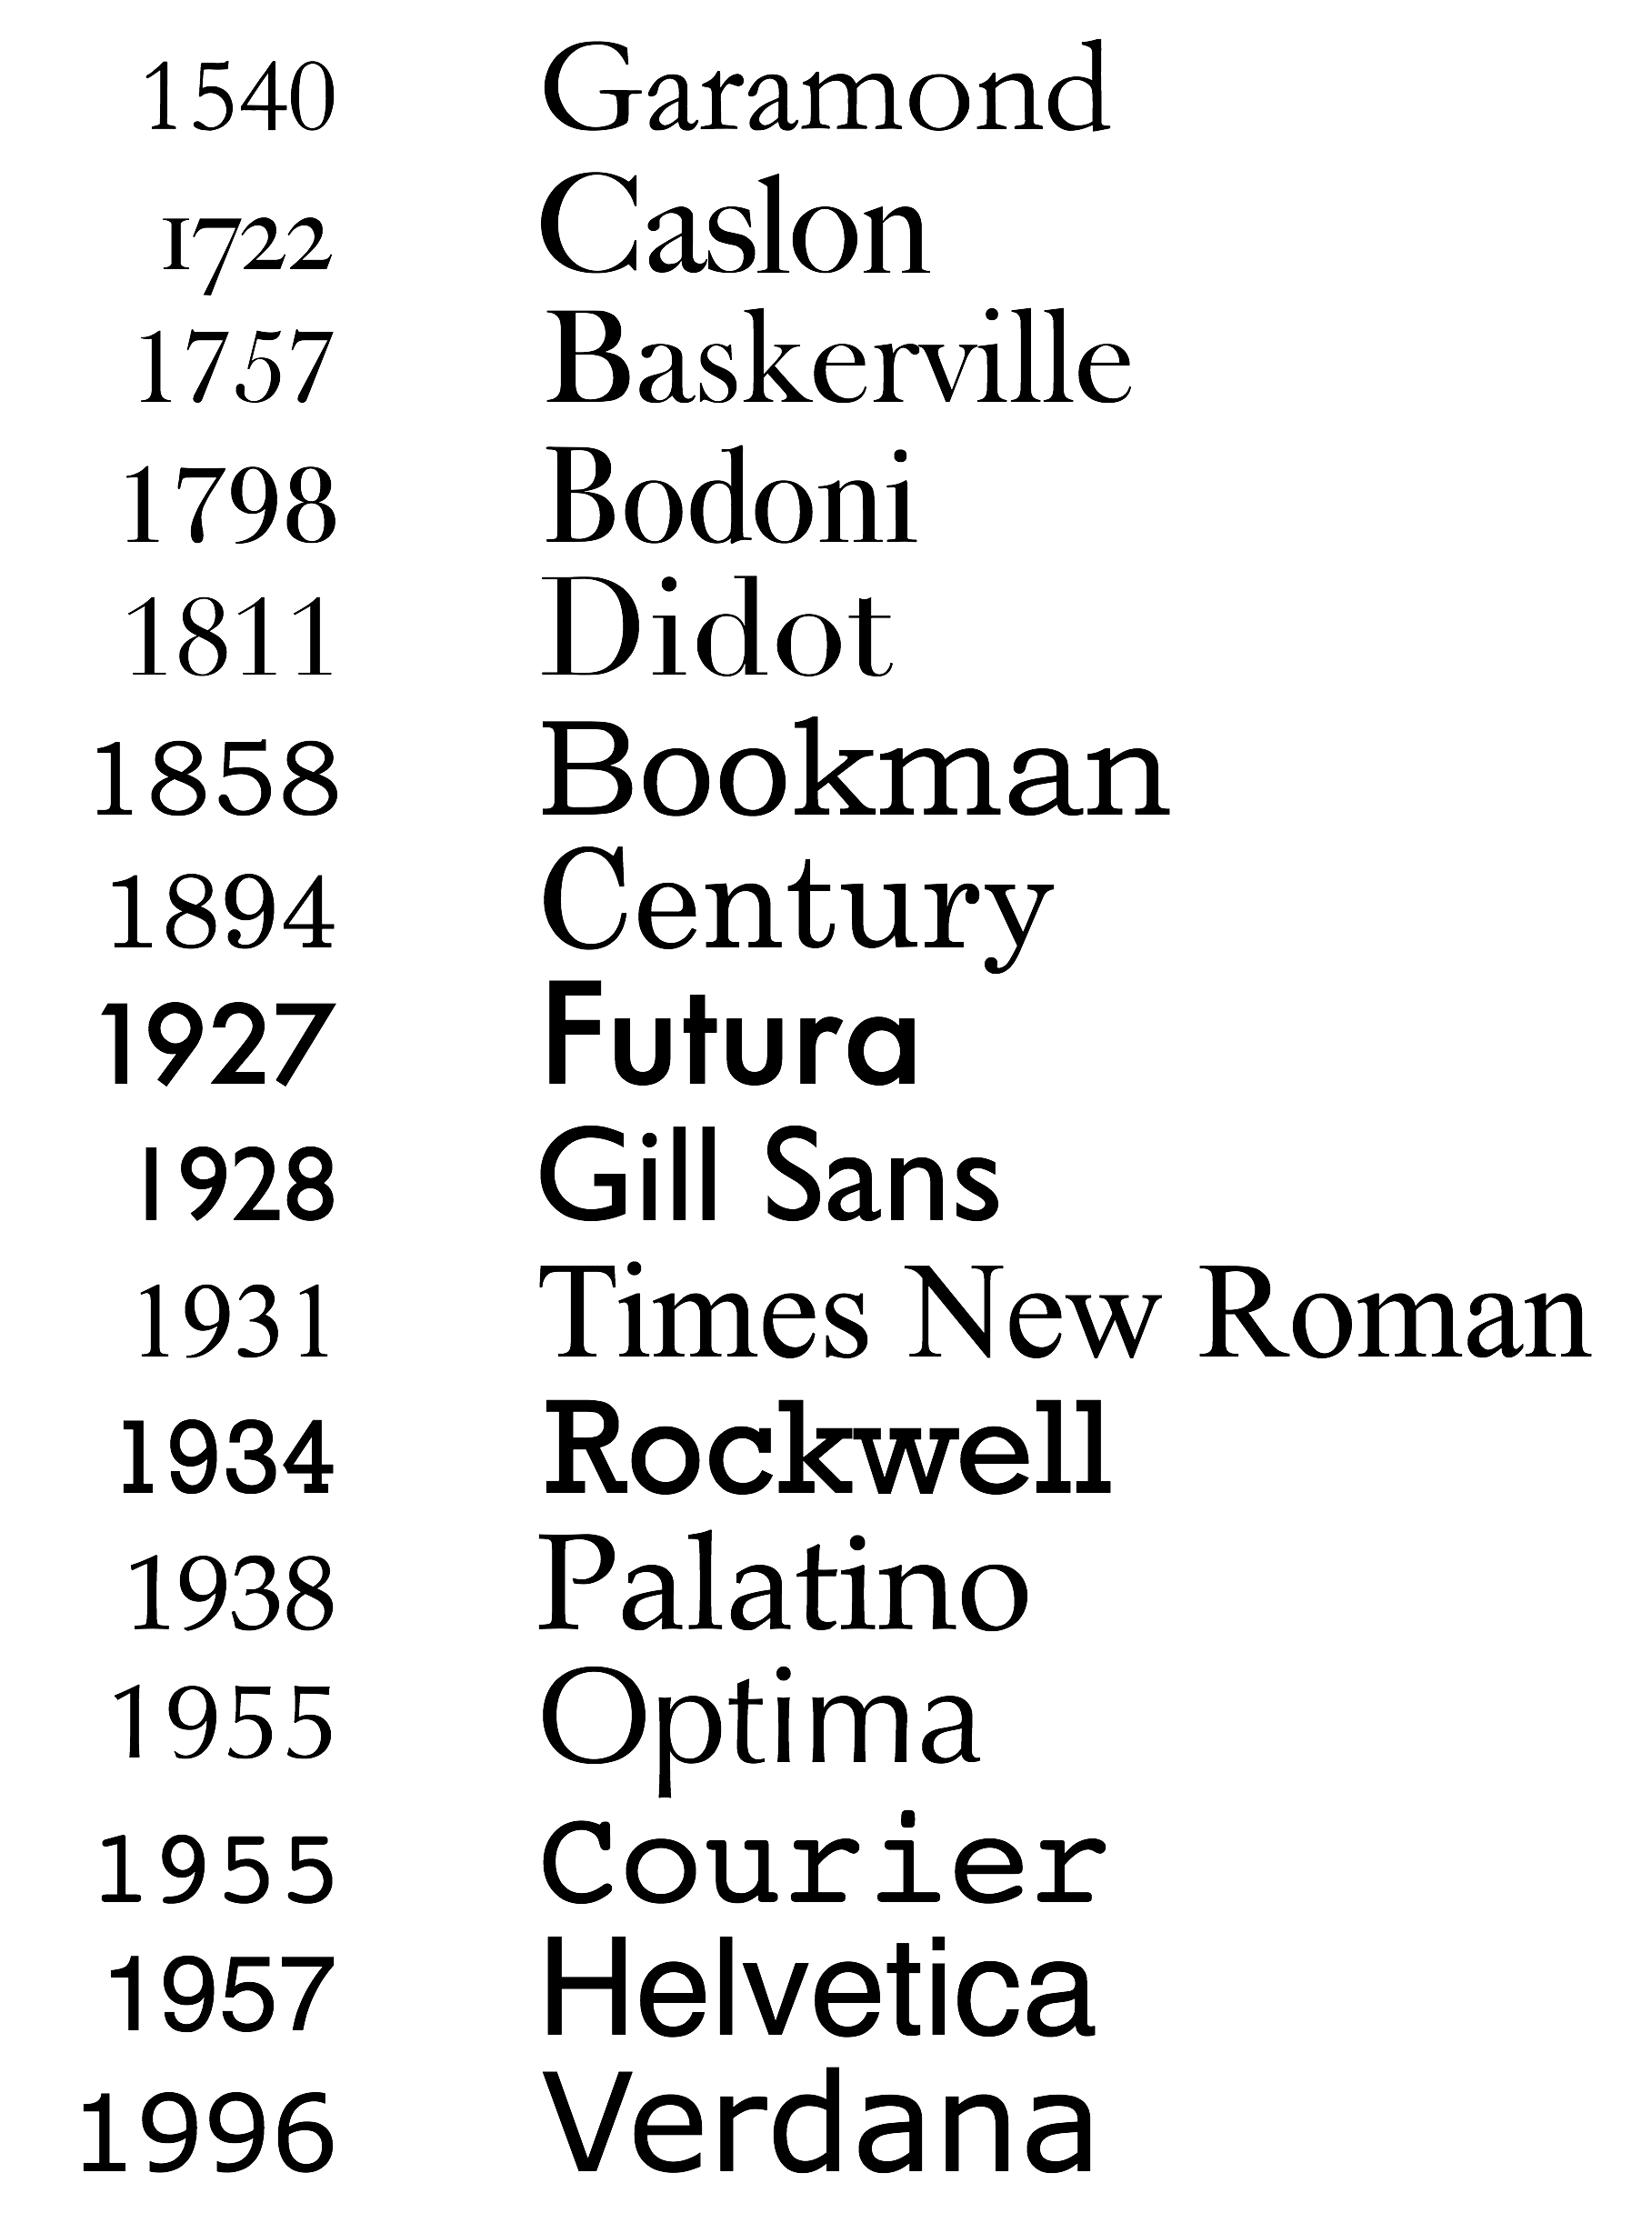 1540 Garamond
1722 Caslon
1757 Baskerville
1798 Bodoni
1811 Didot
1858 Bookman
1894 Century
1927 Futura
1928 Gill Sans
1931 Times New Roman
1934 Rockwell
1938 Palatino
1955 Optima
1955 Courier
1957 Helvetica
1996 Verdana